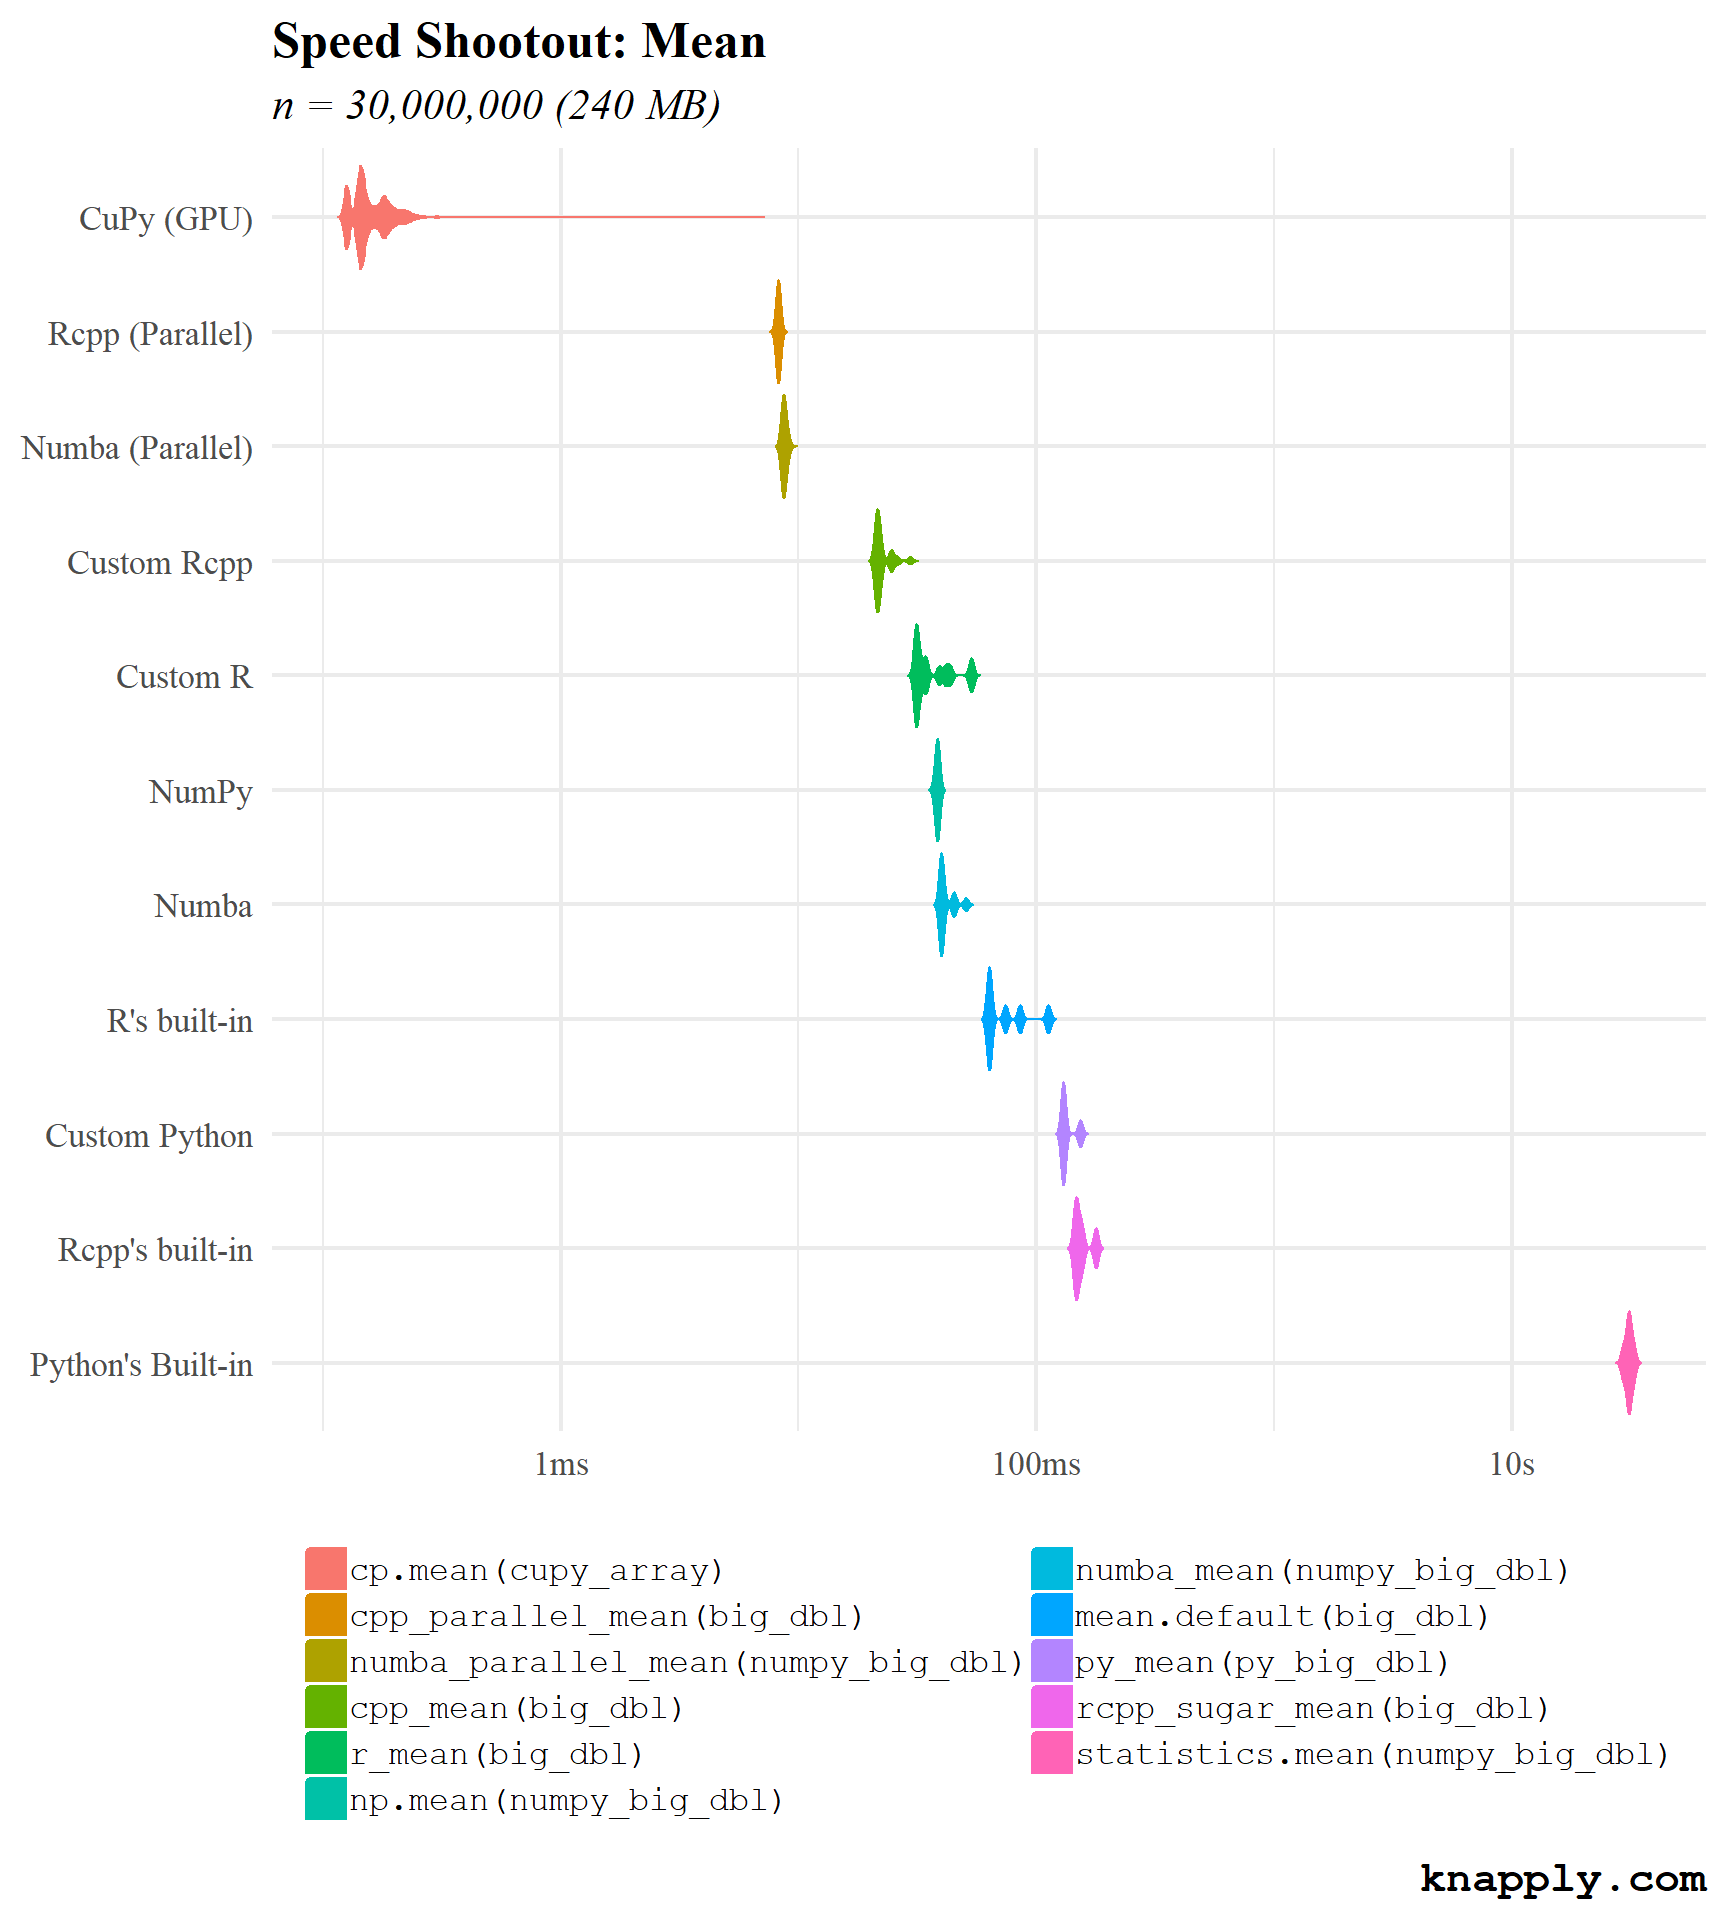 Speed Shootout: Mean
n = 30,000,000 (240 MB)
CuPy (GPU)
Rcpp (Parallel)
Numba (Parallel)
Custom Rcpp
Custom R
NumPy
Numba
R's built-in
Custom Python
Rcpp's built-in
Python's Built-in
1ms
100ms
10s
cp.mean(cupy_array)
cpp_parallel_mean(big_dbl)
numba_parallel_mean(numpy_big_dbl)
cpp_mean(big_dbl)
r_mean(big_dbl)
np.mean(numpy_big_dbl)
numba_mean(numpy_big_dbl)
mean.default(big_dbl)
py_mean(py_big_dbl)
rcpp_sugar_mean(big_dbl)
statistics.mean(numpy_big_dbl)
knapply.com